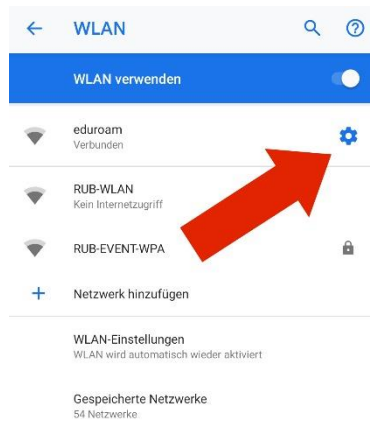 WLAN
WLAN verwenden
eduroam
Verbunden
RUB-WLAN
Kein Internetzugriff
RUB-EVENT-WPA
Netzwerk hinzufügen
WLAN-Einstellungen
WLAN wird automatisch wieder aktiviert
Gespeicherte Netzwerke
54 Netzwerke